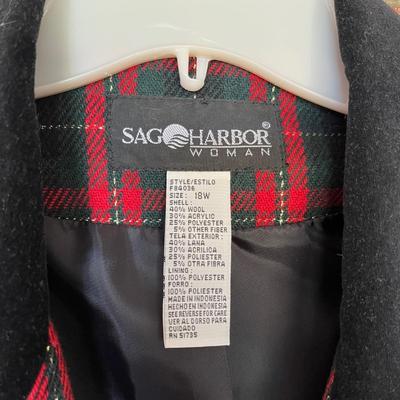 SAG HARBOR ®
WOMAN
STYLE/ESTILO
F8Q036
SIZE: 18W
SHELL:
40% WOOL
30% ACRYLIC
25% POLYESTER
5% OTHER FIBER
TELA EXTERIOR:
40% LANA
30% ACRILICA
25% POLIESTER
5% OTRA FIBRA
LINING:
100% POLYESTER
FORRO:
100% POLIESTER
MADE IN INDONESIA
HECHO EN INDONESIA
SEE REVERSE FOR CARE
VER AL DORSO PARA
CUIDADO
RN 51735